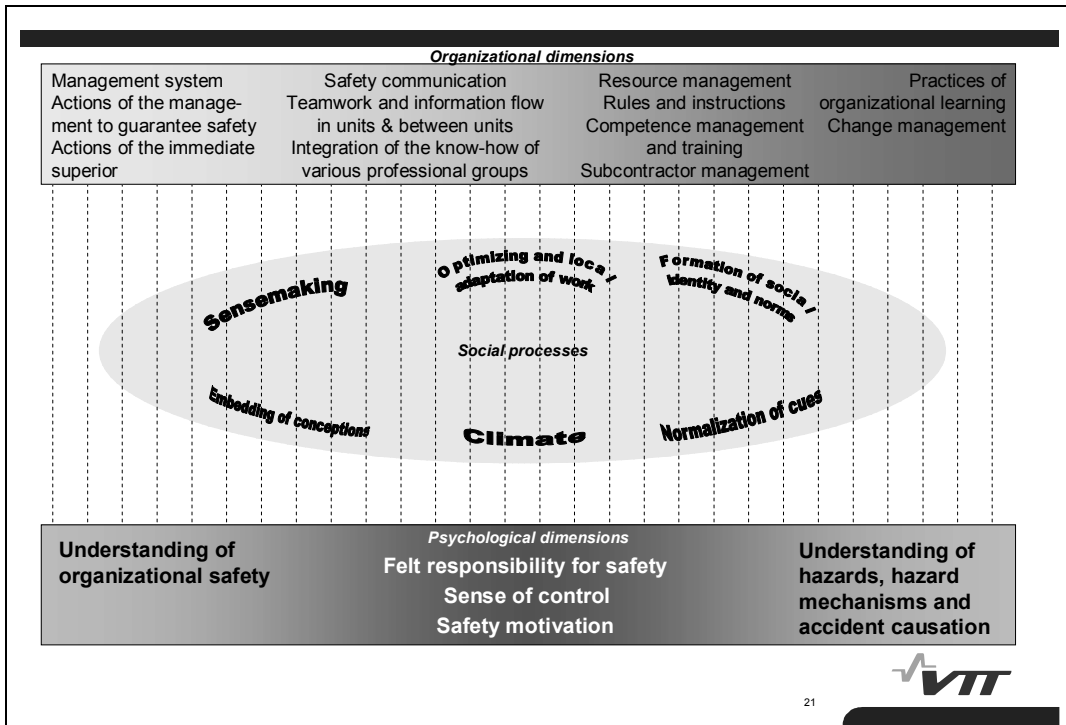 Organizational dimensions
Management system
Actions of the manage-
ment to guarantee safety
Actions of the immediate
superior
Safety communication
Teamwork and information flow
in units & between units
Integration of the know-how of
various professional groups
Resource management
Rules and instructions
Competence management
and training
Subcontractor management
Practices of
organizational learning
Change management
Sensemaking
Optimizing and local
adaptation of work
Formation of social
identity and norms
Social processes
Embedding of conceptions
Climate
Normalization of cues
Understanding of
organizational safety
Psychological dimensions
Felt responsibility for safety
Sense of control
Safety motivation
Understanding of
hazards, hazard
mechanisms and
accident causation
VTT
21